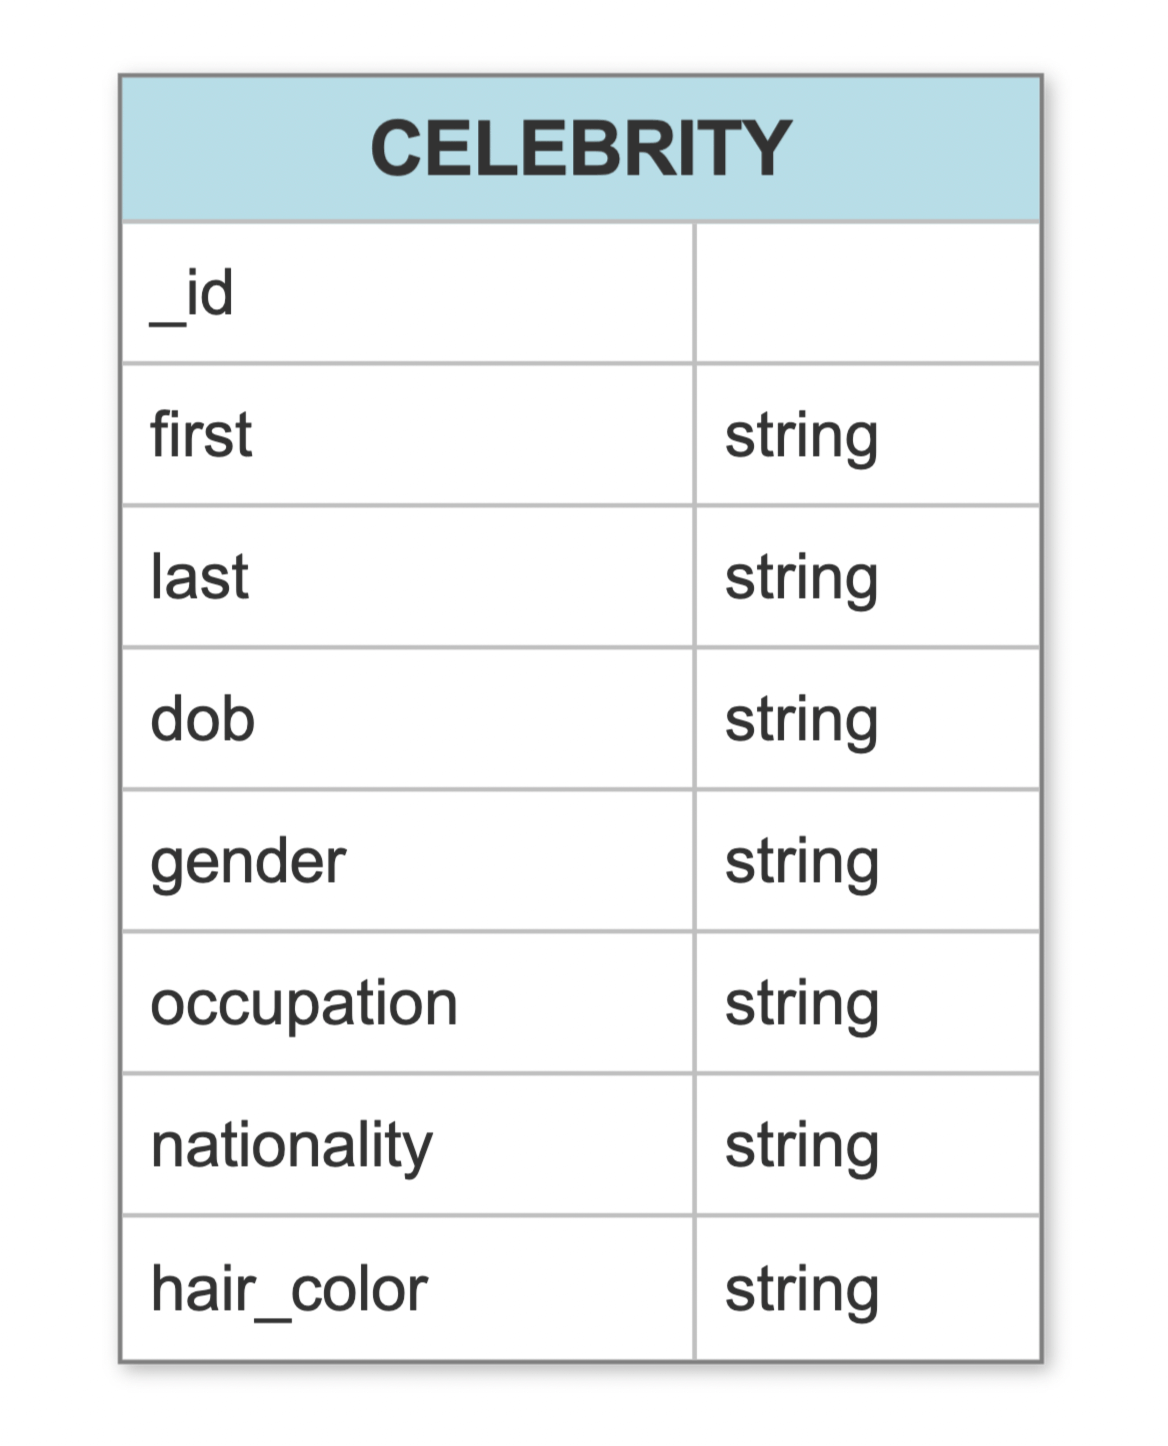 CELEBRITY
_id
first string
last string
dob string
gender string
occupation string
nationality string
hair_color string